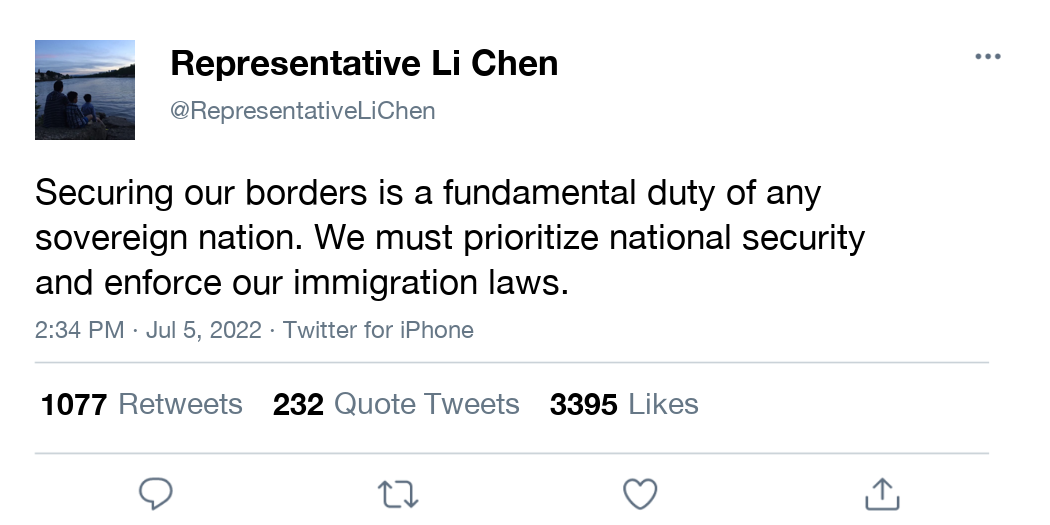 Representative Li Chen
@RepresentativeLiChen
Securing our borders is a fundamental duty of any
sovereign nation. We must prioritize national security
and enforce our immigration laws.
2:34 PM · Jul 5, 2022 · Twitter for iPhone
1077 Retweets 232 Quote Tweets 3395 Likes